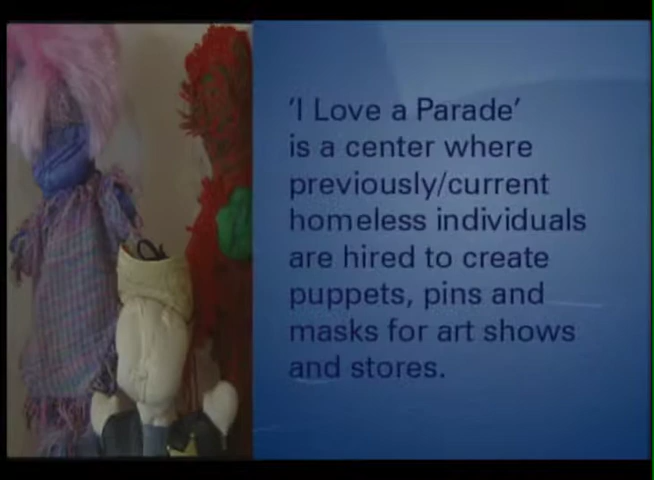 'I Love a Parade'
is a center where
previously/current
homeless individuals
are hired to create
puppets, pins and
masks for art shows
and stores.